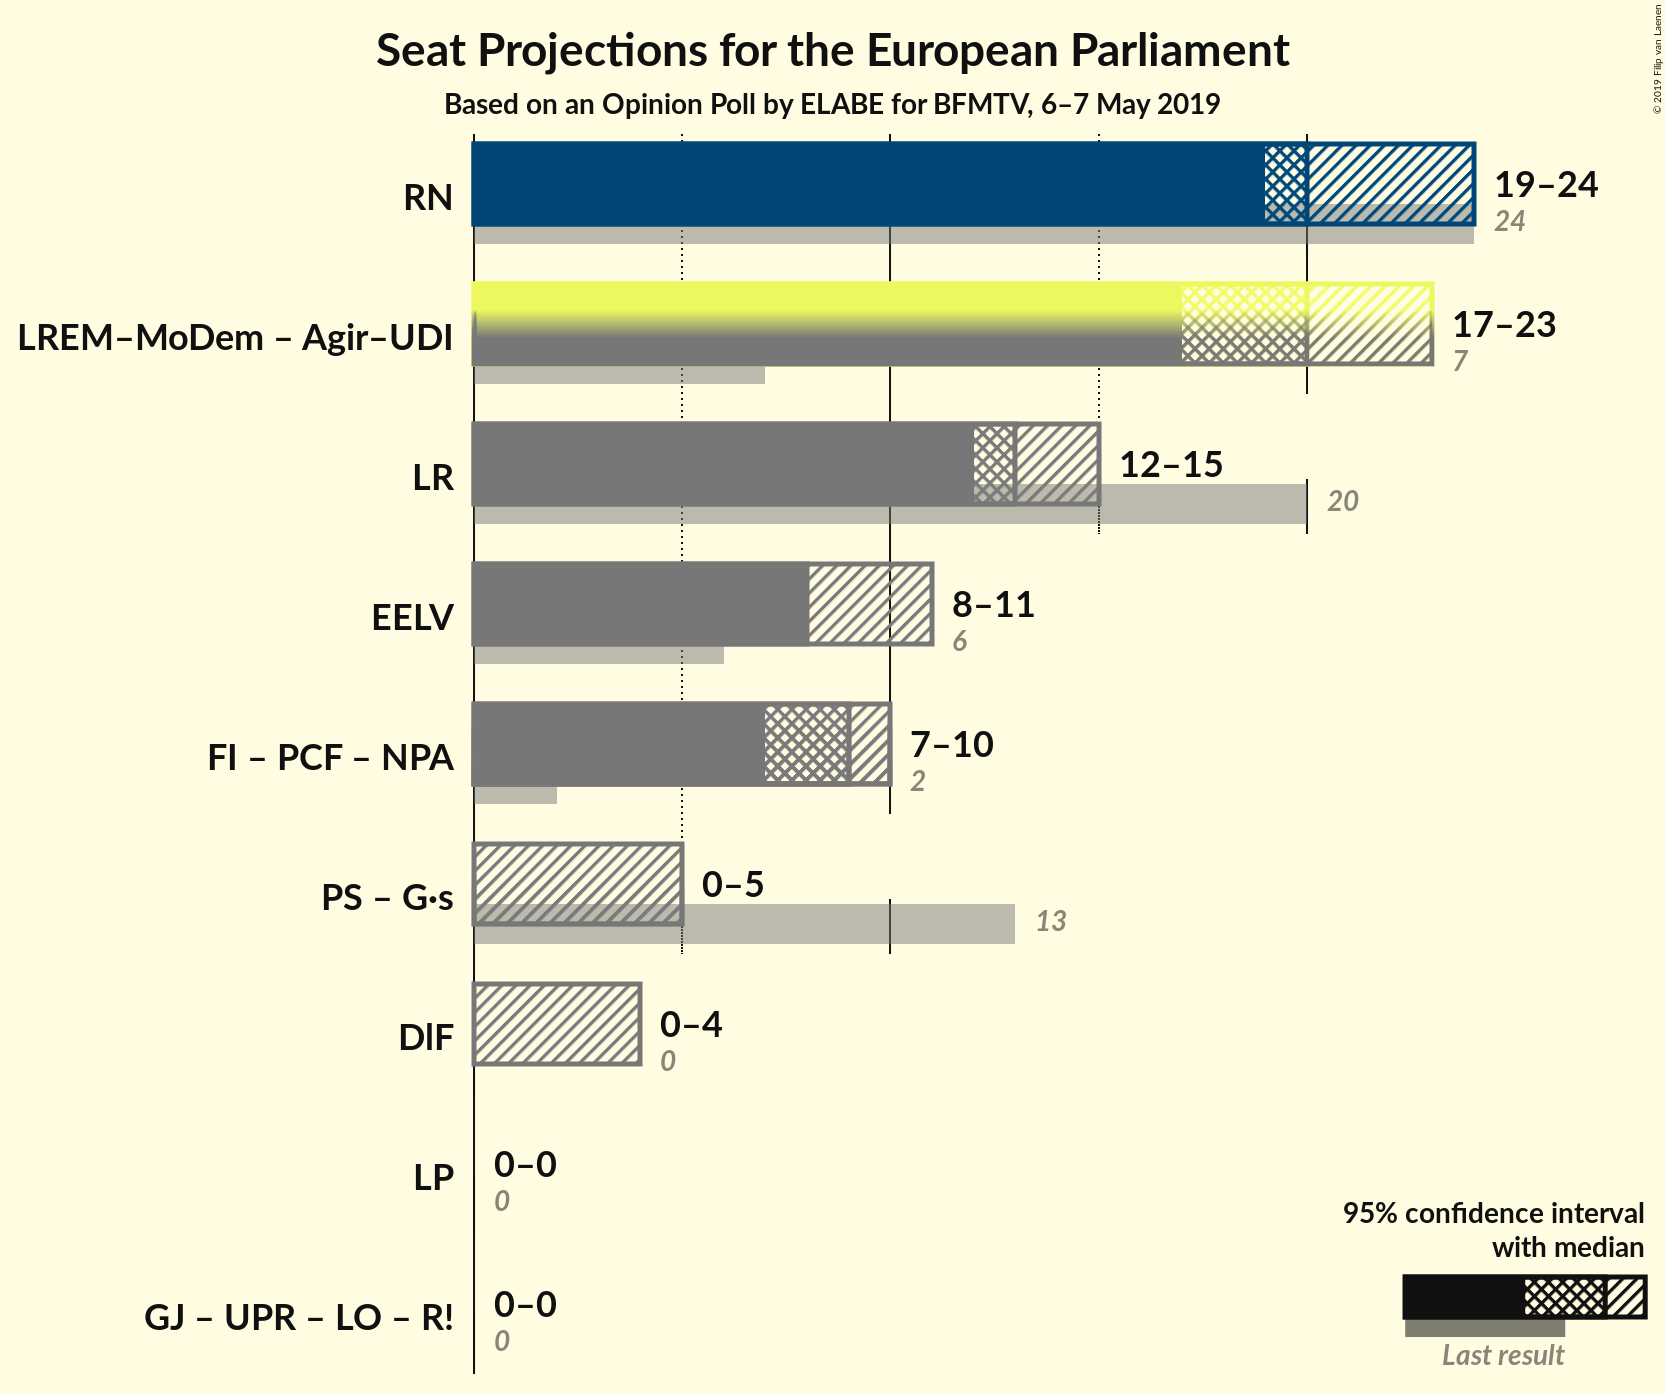 Seat Projections for the European Parliament
Based on an Opinion Poll by ELABE for BFMTV, 6–7 May 2019
© 2019 Filip van Laenen
RN
19–24
24
LREM–MoDem – Agir–UDI
17–23
7
LR
12–15
20
EELV
8–11
6
FI – PCF – NPA
7–10
2
PS – G·s
0–5
13
DlF
0–4
0
LP
0–0
0
GJ – UPR – LO – R!
0–0
0
95% confidence interval
with median
Last result